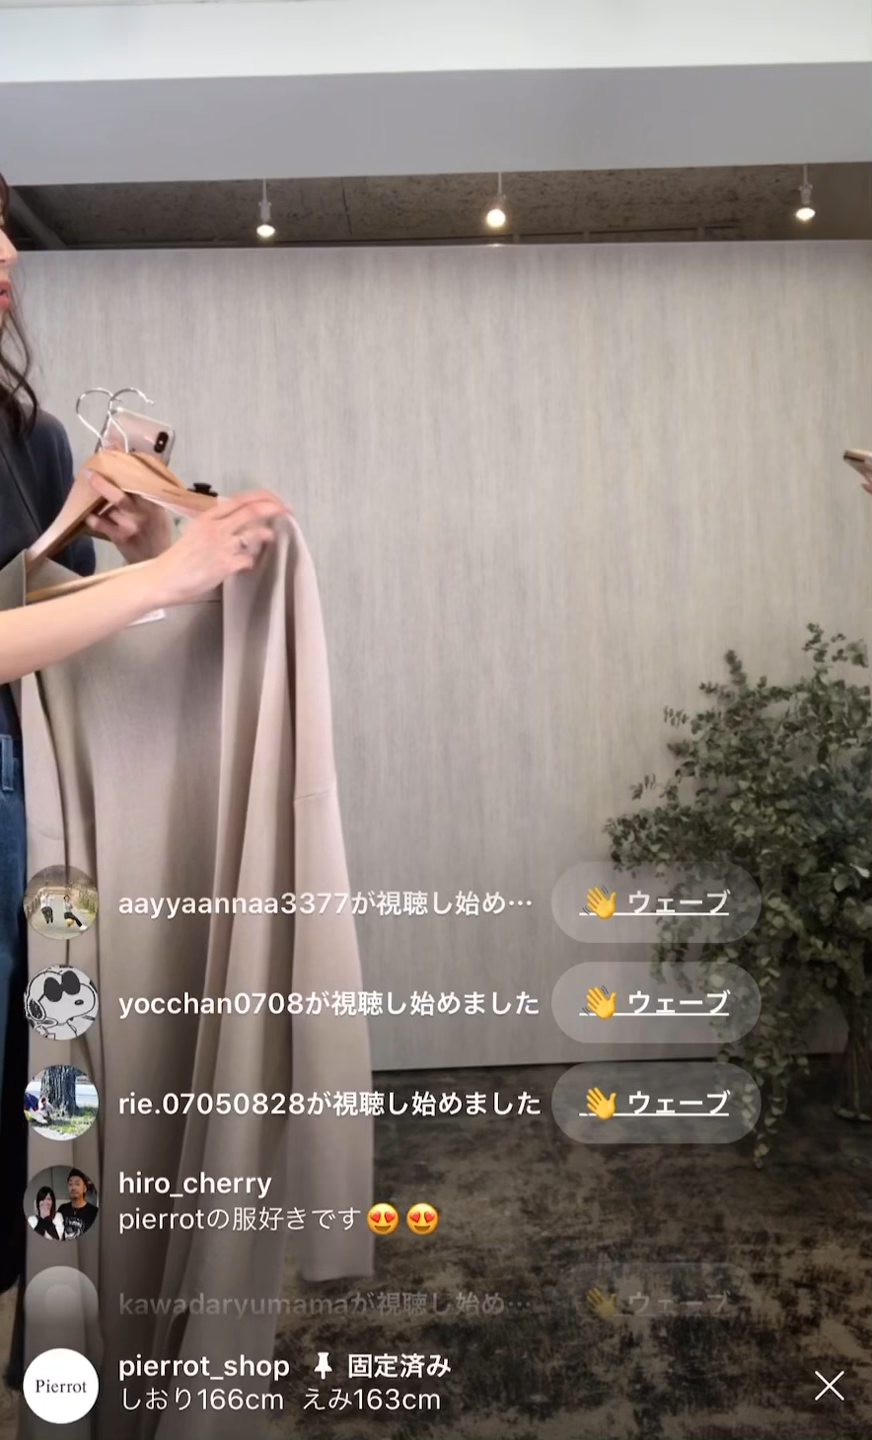 aayyaannaa3377が視聴し始め…
👋 ウェーブ
yocchan0708が視聴し始めました
👋 ウェーブ
rie.07050828が視聴し始めました
👋 ウェーブ
hiro_cherry
pierrotの服好きです😍😍
kawadaryumamaが視聴し始め…
👋 ウェーブ
pierrot_shop 📌 固定済み
Pierrot
しおり166cm えみ163cm